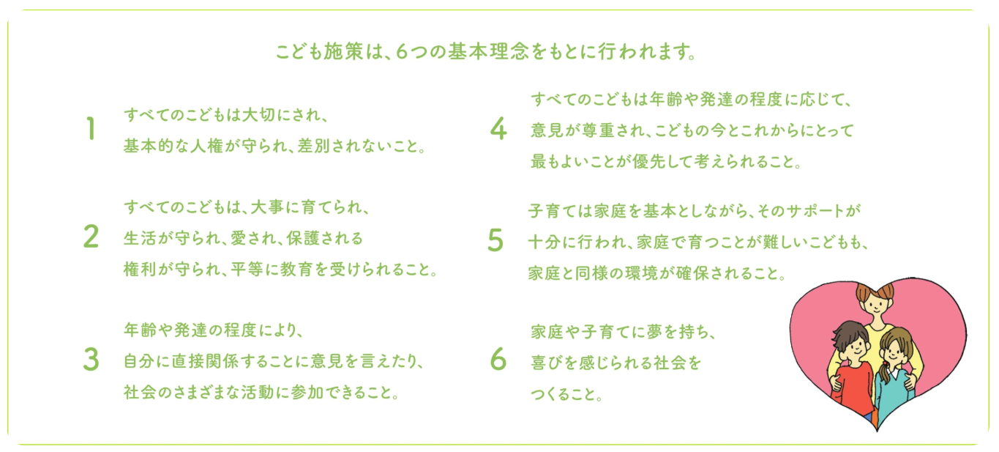 こども施策は、6つの基本理念をもとに行われます。
1
すべてのこどもは大切にされ、
基本的な人権が守られ、差別されないこと。
2
すべてのこどもは、大事に育てられ、
生活が守られ、愛され、保護される
権利が守られ、平等に教育を受けられること。
3
年齢や発達の程度により、
自分に直接関係することに意見を言えたり、
社会のさまざまな活動に参加できること。
4
すべてのこどもは年齢や発達の程度に応じて、
意見が尊重され、こどもの今とこれからにとって
最もよいことが優先して考えられること。
5
子育ては家庭を基本としながら、そのサポートが
十分に行われ、家庭で育つことが難しいこどもも、
家庭と同様の環境が確保されること。
6
家庭や子育てに夢を持ち、
喜びを感じられる社会を
つくること。